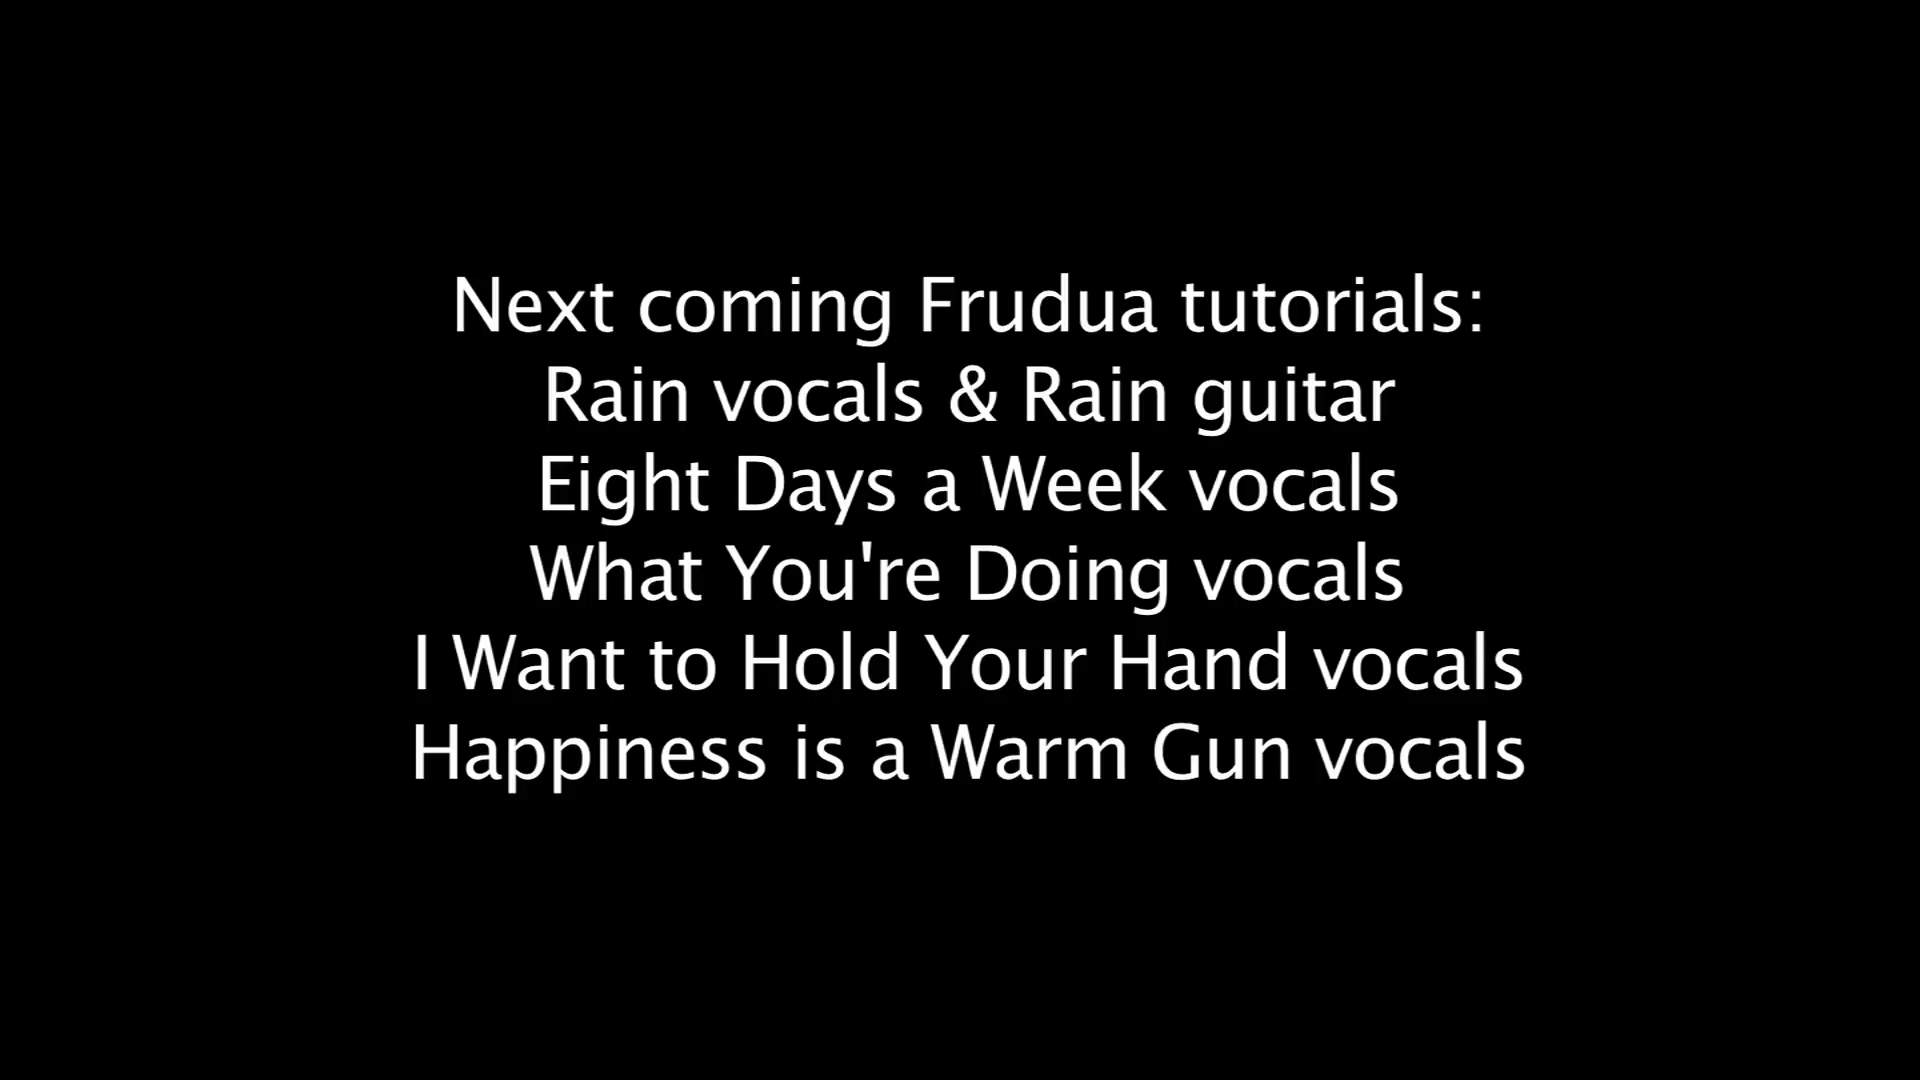 Next coming Frudua tutorials:
Rain vocals & Rain guitar
Eight Days a Week vocals
What You're Doing vocals
I Want to Hold Your Hand vocals
Happiness is a Warm Gun vocals